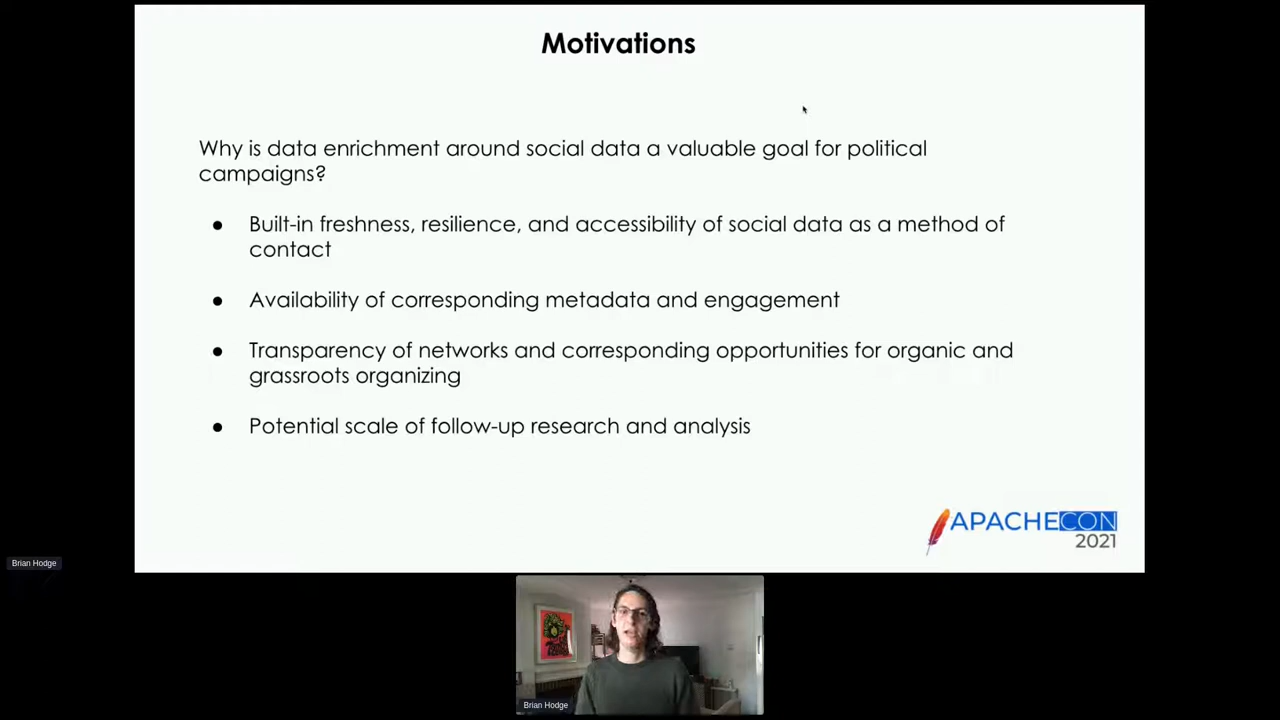 Motivations
Why is data enrichment around social data a valuable goal for political
campaigns?
● Built-in freshness, resilience, and accessibility of social data as a method of
contact
● Availability of corresponding metadata and engagement
● Transparency of networks and corresponding opportunities for organic and
grassroots organizing
● Potential scale of follow-up research and analysis
APACHECON
2021
Brian Hodge
Brian Hodge